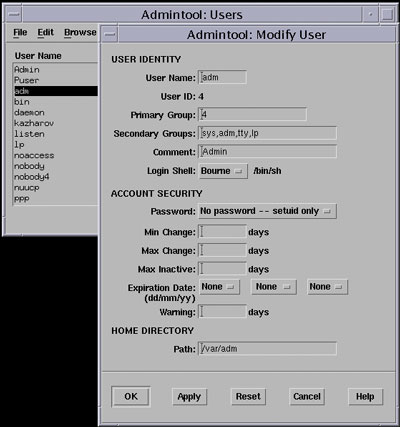 Admintool: Users
File Edit Browse
User Name
Admin
Puser
adm
bin
daemon
kazharov
listen
lp
noaccess
nobody
nobody4
nuucp
ppp
Admintool: Modify User
USER IDENTITY
User Name: adm
User ID: 4
Primary Group: 4
Secondary Groups: sys,adm,tty,lp
Comment: Admin
Login Shell: Bourne /bin/sh
ACCOUNT SECURITY
Password: No password -- setuid only
Min Change: days
Max Change: days
Max Inactive: days
Expiration Date: None None None
(dd/mm/yy)
Warning: days
HOME DIRECTORY
Path: /var/adm
OK Apply Reset Cancel Help